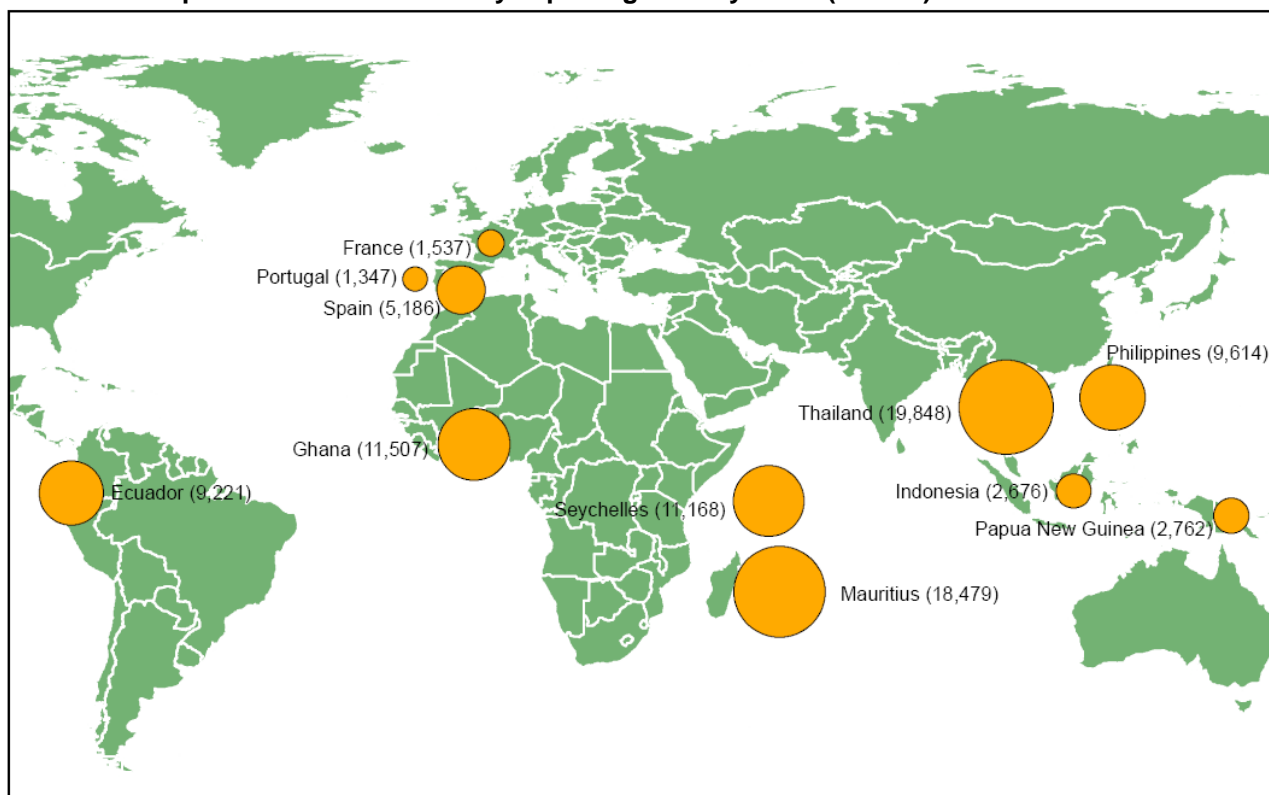 France (1,537)
Portugal (1,347)
Spain (5,186)
Philippines (9,614)
Thailand (19,848)
Ghana (11,507)
Ecuador (9,221)
Indonesia (2,676)
Seychelles (11,168)
Papua New Guinea (2,762)
Mauritius (18,479)